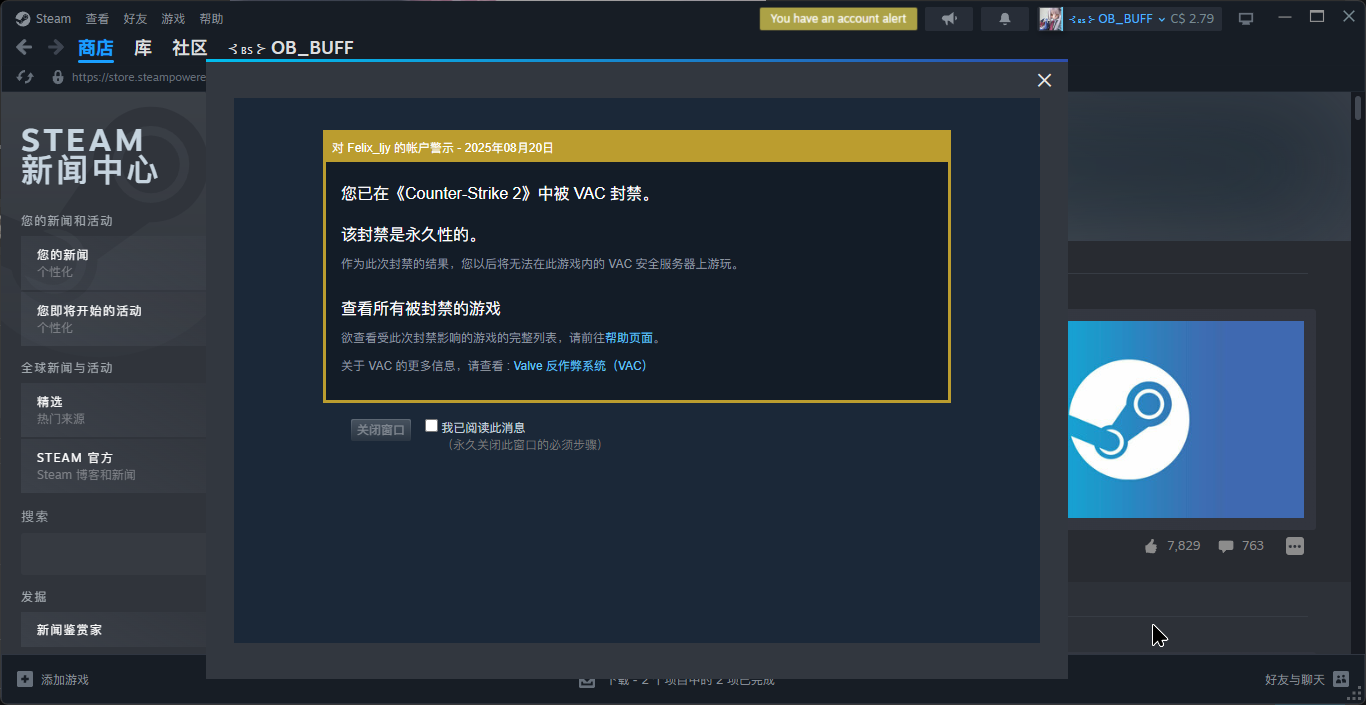 Steam 查看 好友 游戏 帮助
You have an account alert
≺ BS ≻ OB_BUFF C$ 2.79
商店 库 社区 ≺ BS ≻ OB_BUFF
https://store.steampowere
STEAM
新闻中心
您的新闻和活动
您的新闻
个性化
您即将开始的活动
个性化
全球新闻与活动
精选
热门来源
STEAM 官方
Steam 博客和新闻
搜索
发掘
新闻鉴赏家
对 Felix_ljy 的帐户警示 - 2025年08月20日
您已在《Counter-Strike 2》中被 VAC 封禁。
该封禁是永久性的。
作为此次封禁的结果，您以后将无法在此游戏内的 VAC 安全服务器上游玩。
查看所有被封禁的游戏
欲查看受此次封禁影响的游戏的完整列表，请前往帮助页面。
关于 VAC 的更多信息，请查看：Valve 反作弊系统（VAC）
关闭窗口 我已阅读此消息
（永久关闭此窗口的必须步骤）
7,829 763
添加游戏
下载 - 2 个项目中的 2 项已完成
好友与聊天